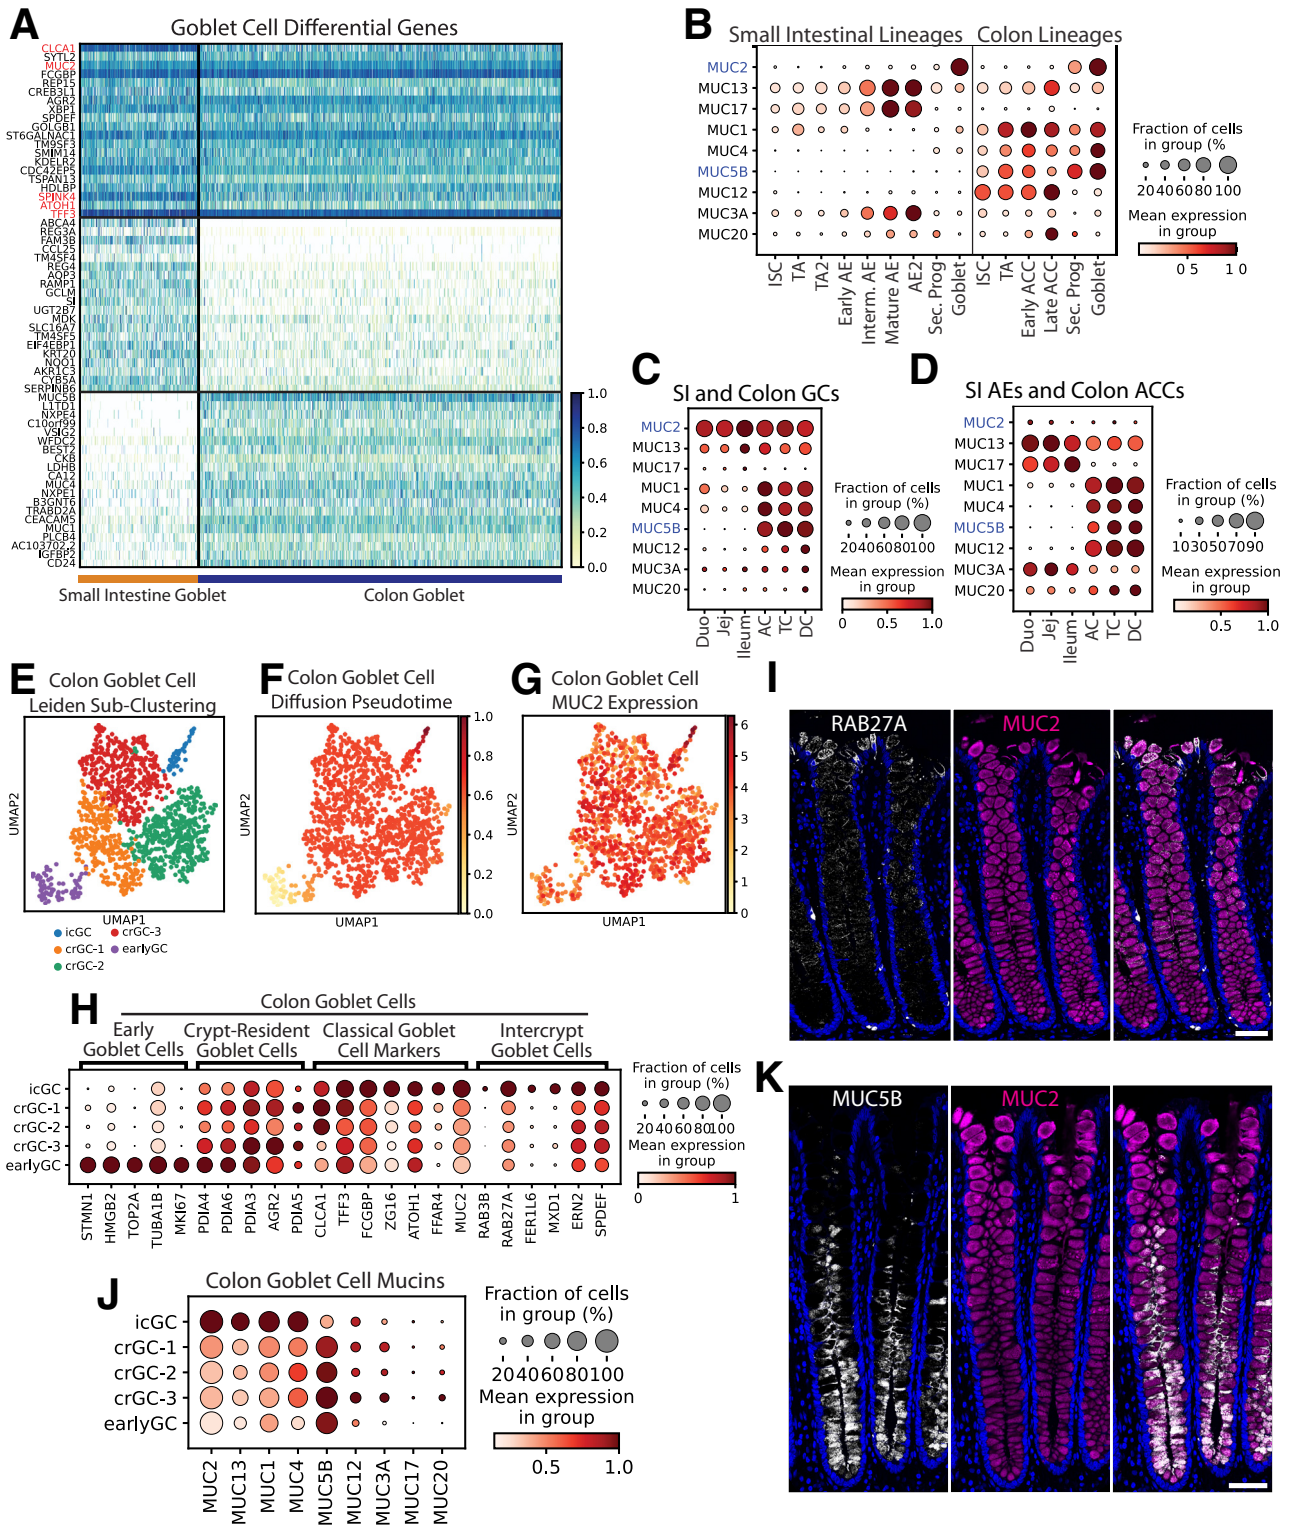 A
Goblet Cell Differential Genes
CLCA1
SYTL2
MUC2
FCGBP
REP15
CREB3L1
AGR2
XBP1
SPDEF
GOLGB1
ST6GALNAC1
TM9SF3
SMIM14
KDELR2
CDC42EP5
TSPAN13
HDLBP
SPINK4
ATOH1
TFF3
ABCA4
REG3A
FAM3B
CCL25
TM4SF4
REG4
AQP3
RAMP1
GCLM
SI
UGT2B7
MDK
SLC16A7
TM4SF5
EIF4EBP1
KRT20
NQO1
AKR1C3
CYB5A
SERPINB6
MUC5B
L1TD1
NXPE4
C10orf99
VSIG2
WFDC2
BEST2
CKB
LDHB
CA12
MUC4
NXPE1
B3GNT6
TRABD2A
CEACAM5
MUC1
PLCB4
AC103702.2
IGFBP2
CD24
1.0
0.8
0.6
0.4
0.2
0.0
Small Intestine Goblet
Colon Goblet
B
Small Intestinal Lineages
Colon Lineages
MUC2
MUC13
MUC17
MUC1
MUC4
MUC5B
MUC12
MUC3A
MUC20
ISC
TA
TA2
Early AE
Interm. AE
Mature AE
AE2
Sec. Prog
Goblet
ISC
TA
Early ACC
Late ACC
Sec. Prog
Goblet
Fraction of cells
in group (%
20 40 60 80 100
Mean expression
in group
0 5 1 0
C
SI and Colon GCs
MUC2
MUC13
MUC17
MUC1
MUC4
MUC5B
MUC12
MUC3A
MUC20
Duo
Jej
Ileum
AC
TC
DC
Fraction of cells
in group (%)
20406080100
Mean expression
in group
0 0.5 1.0
D
SI AEs and Colon ACCs
MUC2
MUC13
MUC17
MUC1
MUC4
MUC5B
MUC12
MUC3A
MUC20
Duo
Jej
Ileum
AC
TC
DC
Fraction of cells
in group (%)
1030507090
Mean expression
in group
0.5 1.0
E
Colon Goblet Cell
Leiden Sub-Clustering
UMAP2
UMAP1
icGC
crGC-3
crGC-1
earlyGC
crGC-2
F
Colon Goblet Cell
Diffusion Pseudotime
UMAP2
UMAP1
1.0
0.8
0.6
0.4
0.2
0.0
G
Colon Goblet Cell
MUC2 Expression
UMAP2
UMAP1
6
5
4
3
2
1
0
H
Colon Goblet Cells
Early
Goblet Cells
Crypt-Resident
Goblet Cells
Classical Goblet
Cell Markers
Intercrypt
Goblet Cells
icGC
crGC-1
crGC-2
crGC-3
earlyGC
STMN1
HMGB2
TOP2A
TUBA1B
MKI67
PDIA4
PDIA6
PDIA3
AGR2
PDIA5
CLCA1
TFF3
FCGBP
ZG16
ATOH1
FFAR4
MUC2
RAB3B
RAB27A
FER1L6
MXD1
ERN2
SPDEF
Fraction of cells
in group (%)
20 40 60 80100
Mean expression
in group
0 1
I
RAB27A
MUC2
J
Colon Goblet Cell Mucins
icGC
crGC-1
crGC-2
crGC-3
earlyGC
MUC2
MUC13
MUC1
MUC4
MUC5B
MUC12
MUC3A
MUC17
MUC20
Fraction of cells
in group (%)
20406080 100
Mean expression
in group
0.5 1.0
K
MUC5B
MUC2